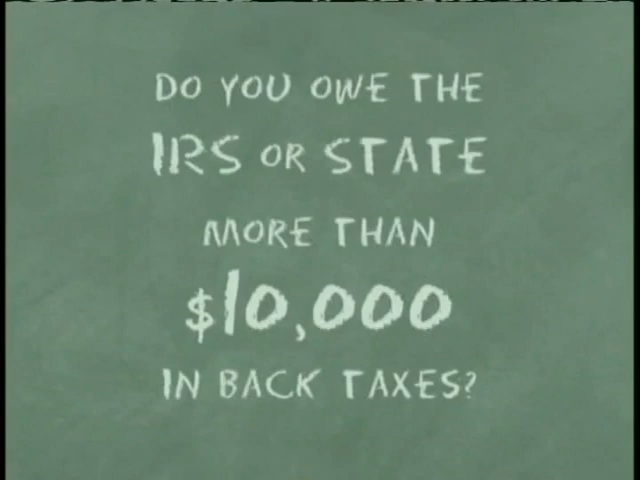 DO YOU OWE THE
IRS OR STATE
MORE THAN
$10,000
IN BACK TAXES?